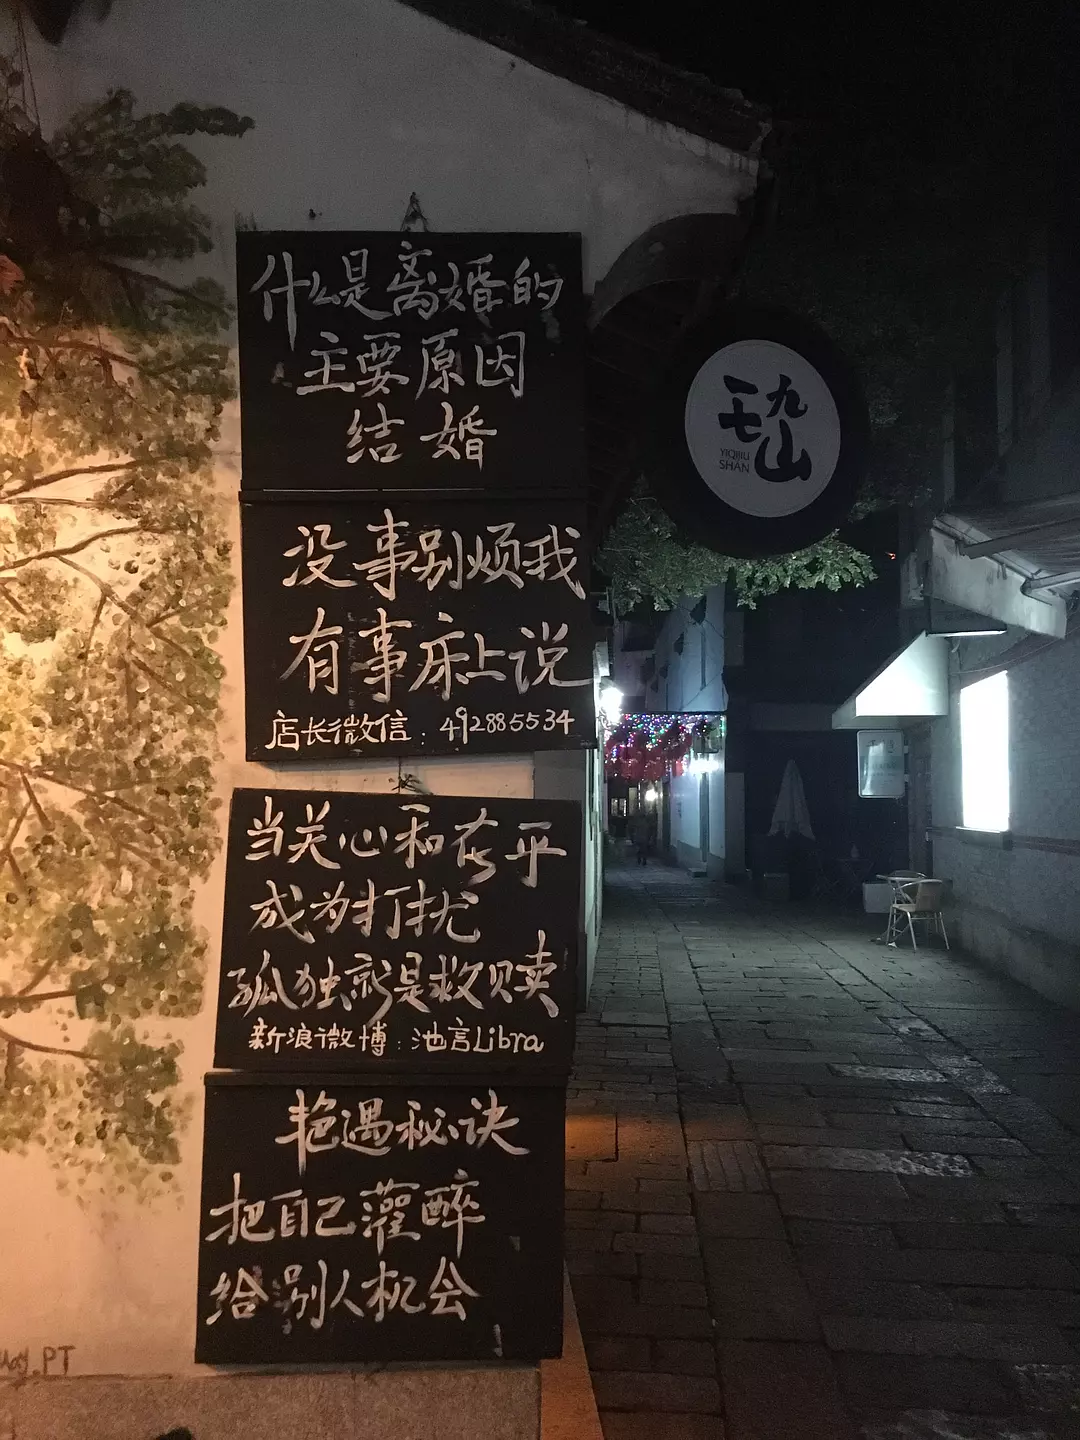 什么是离婚的
主要原因
结婚
没事别烦我
有事床上说
店长微信：492885534
当关心和在乎
成为打扰
孤独就是救赎
新浪微博：池言Libra
艳遇秘诀
把自己灌醉
给别人机会
一七九山
YIQIJIU
SHAN
PT